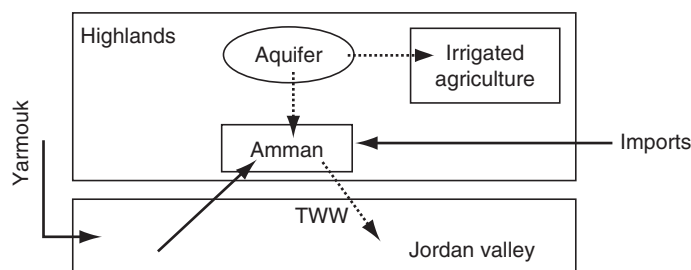 Highlands
Aquifer
Irrigated
agriculture
Yarmouk
Amman
Imports
TWW
Jordan valley